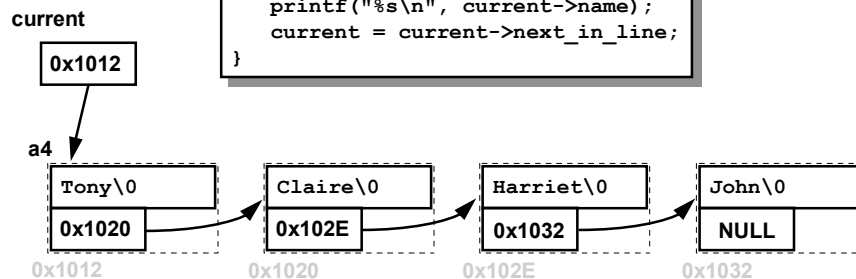 printf("%s\n", current->name);
current = current->next_in_line;
}
current
0x1012
a4
Tony\0
Claire\0
Harriet\0
John\0
0x1020
0x102E
0x1032
NULL
0x1012
0x1020
0x102E
0x1032